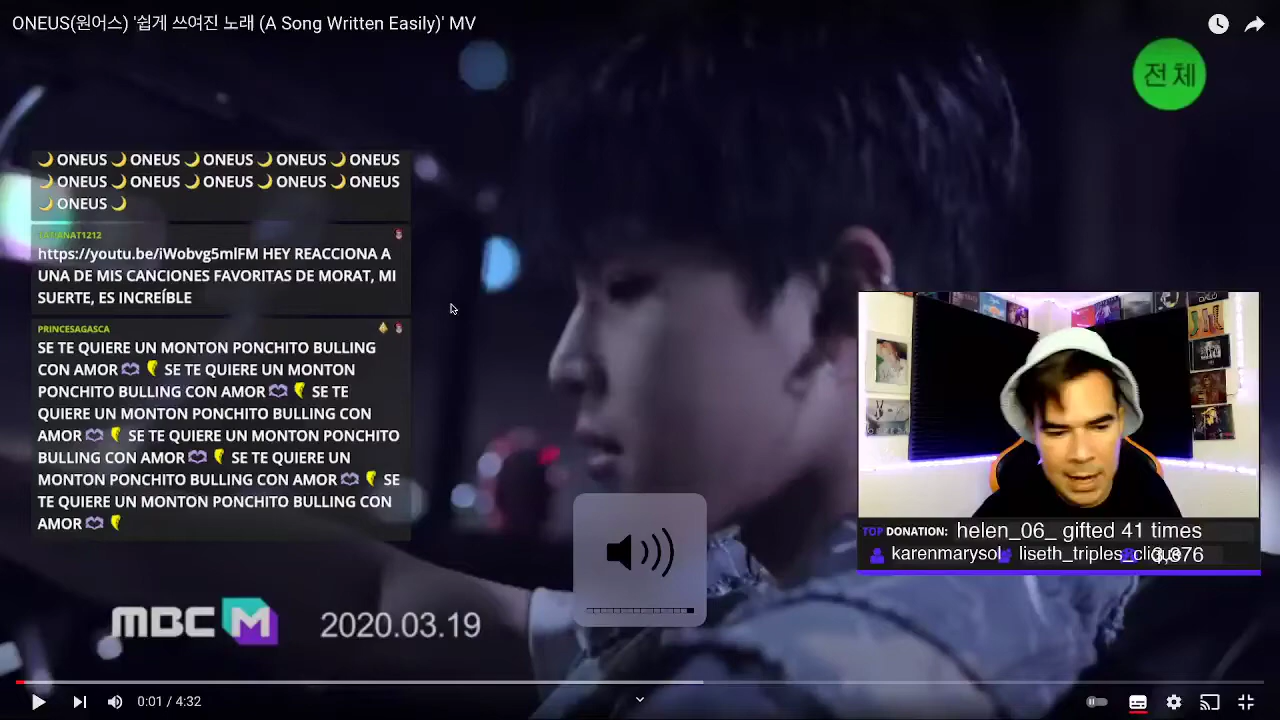 ONEUS(원어스) '쉽게 쓰여진 노래 (A Song Written Easily)' MV
전체
🌙 ONEUS 🌙 ONEUS 🌙 ONEUS 🌙 ONEUS 🌙 ONEUS
🌙 ONEUS 🌙 ONEUS 🌙 ONEUS 🌙 ONEUS 🌙 ONEUS
🌙 ONEUS 🌙
TATIANAT1212
https://youtu.be/iWobvg5mlFM HEY REACCIONA A
UNA DE MIS CANCIONES FAVORITAS DE MORAT, MI
SUERTE, ES INCREÍBLE
PRINCESAGASCA
SE TE QUIERE UN MONTON PONCHITO BULLING
CON AMOR SE TE QUIERE UN MONTON
PONCHITO BULLING CON AMOR SE TE
QUIERE UN MONTON PONCHITO BULLING CON
AMOR SE TE QUIERE UN MONTON PONCHITO
BULLING CON AMOR SE TE QUIERE UN
MONTON PONCHITO BULLING CON AMOR SE
TE QUIERE UN MONTON PONCHITO BULLING CON
AMOR
TOP DONATION: helen_06_ gifted 41 times
karenmarysol liseth_triples_clique
MBC M 2020.03.19
0:01 / 4:32